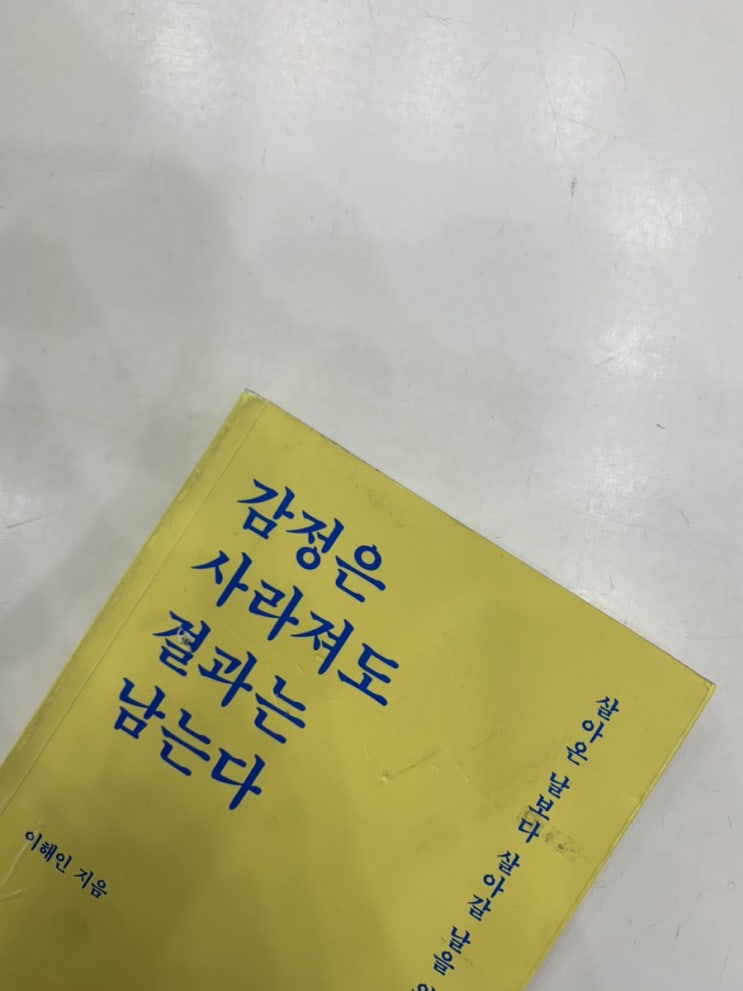 감정은
사라져도
결과는
남는다
이해인 지음
살아온 날보다 살아갈 날을